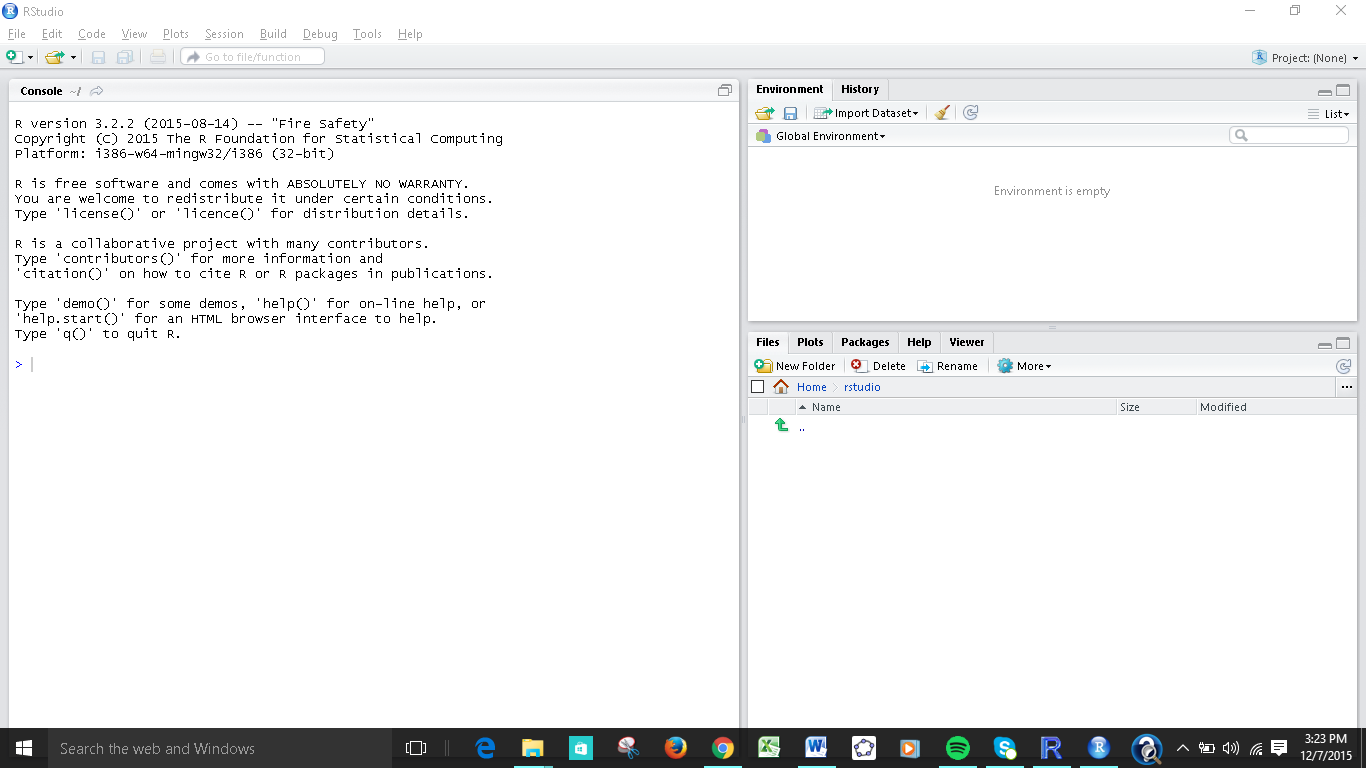 RStudio
File Edit Code View Plots Session Build Debug Tools Help
Go to file/function
Project: (None)
Console ~/
R version 3.2.2 (2015-08-14) -- "Fire Safety"
Copyright (C) 2015 The R Foundation for Statistical Computing
Platform: i386-w64-mingw32/i386 (32-bit)
R is free software and comes with ABSOLUTELY NO WARRANTY.
You are welcome to redistribute it under certain conditions.
Type 'license()' or 'licence()' for distribution details.
R is a collaborative project with many contributors.
Type 'contributors()' for more information and
'citation()' on how to cite R or R packages in publications.
Type 'demo()' for some demos, 'help()' for on-line help, or
'help.start()' for an HTML browser interface to help.
Type 'q()' to quit R.
>
Environment History
Import Dataset
List
Global Environment
Environment is empty
Files Plots Packages Help Viewer
New Folder Delete Rename More
Home rstudio
...
Name Size Modified
..
Search the web and Windows
3:23 PM
12/7/2015